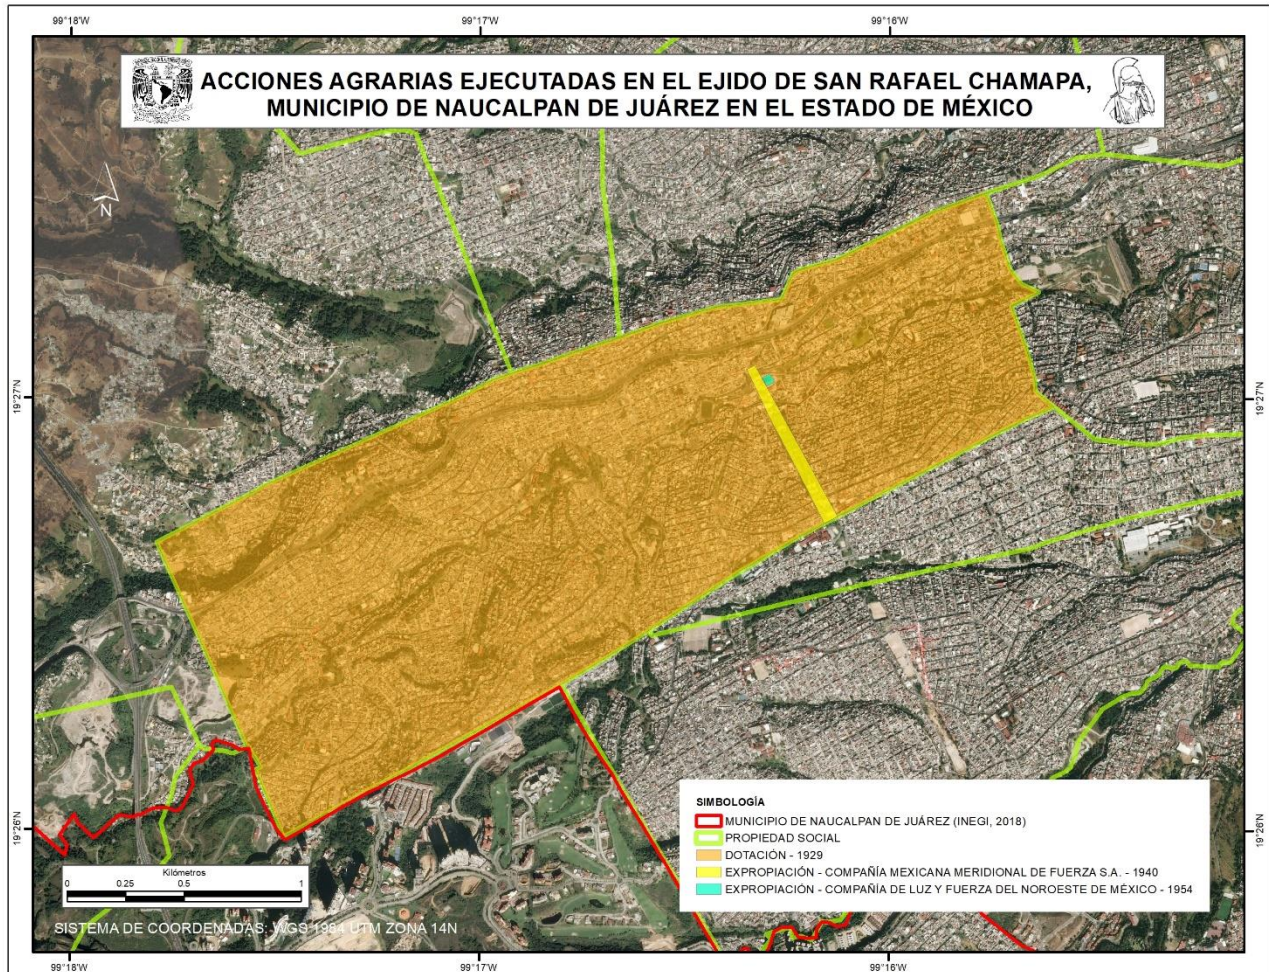 99°18'W
99°17'W
99°16'W
ACCIONES AGRARIAS EJECUTADAS EN EL EJIDO DE SAN RAFAEL CHAMAPA,
MUNICIPIO DE NAUCALPAN DE JUÁREZ EN EL ESTADO DE MÉXICO
N
19°27'N
19°27'N
19°26'N
19°26'N
SIMBOLOGÍA
MUNICIPIO DE NAUCALPAN DE JUÁREZ (INEGI, 2018)
PROPIEDAD SOCIAL
DOTACIÓN - 1929
EXPROPIACIÓN - COMPAÑÍA MEXICANA MERIDIONAL DE FUERZA S.A. - 1940
EXPROPIACIÓN - COMPAÑÍA DE LUZ Y FUERZA DEL NOROESTE DE MÉXICO - 1954
Kilómetros
0 0.25 0.5 1
SISTEMA DE COORDENADAS: WGS 1984 UTM ZONA 14N
99°18'W
99°17'W
99°16'W